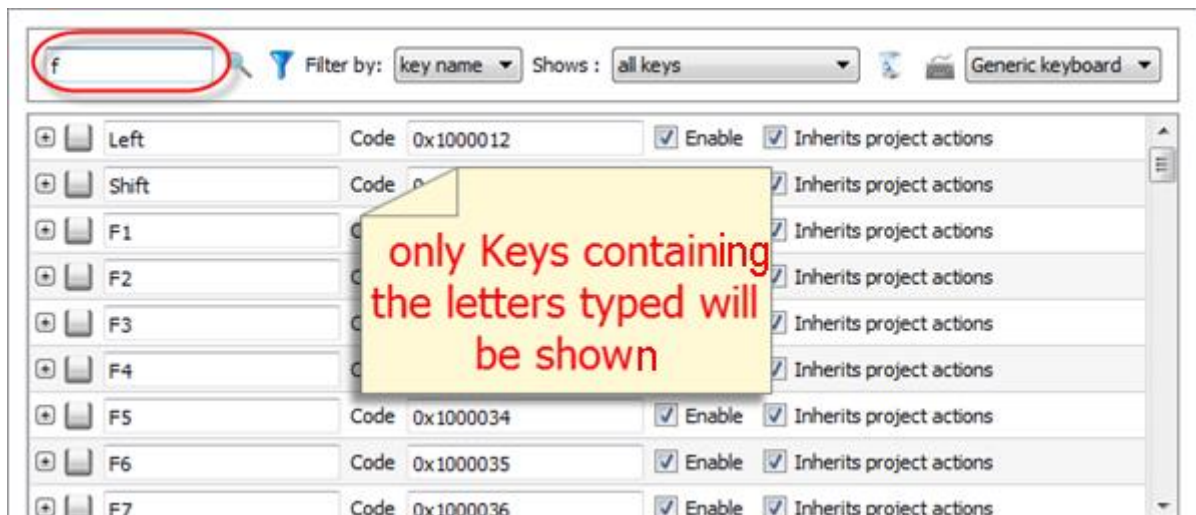 f Filter by: key name Shows : all keys Generic keyboard
Left Code 0x1000012 Enable Inherits project actions
Shift Code Inherits project actions
F1 Inherits project actions
F2 Inherits project actions
F3 Inherits project actions
F4 Inherits project actions
only Keys containing
the letters typed will
be shown
F5 Code 0x1000034 Enable Inherits project actions
F6 Code 0x1000035 Enable Inherits project actions
F7 Code 0x1000036 Enable Inherits project actions